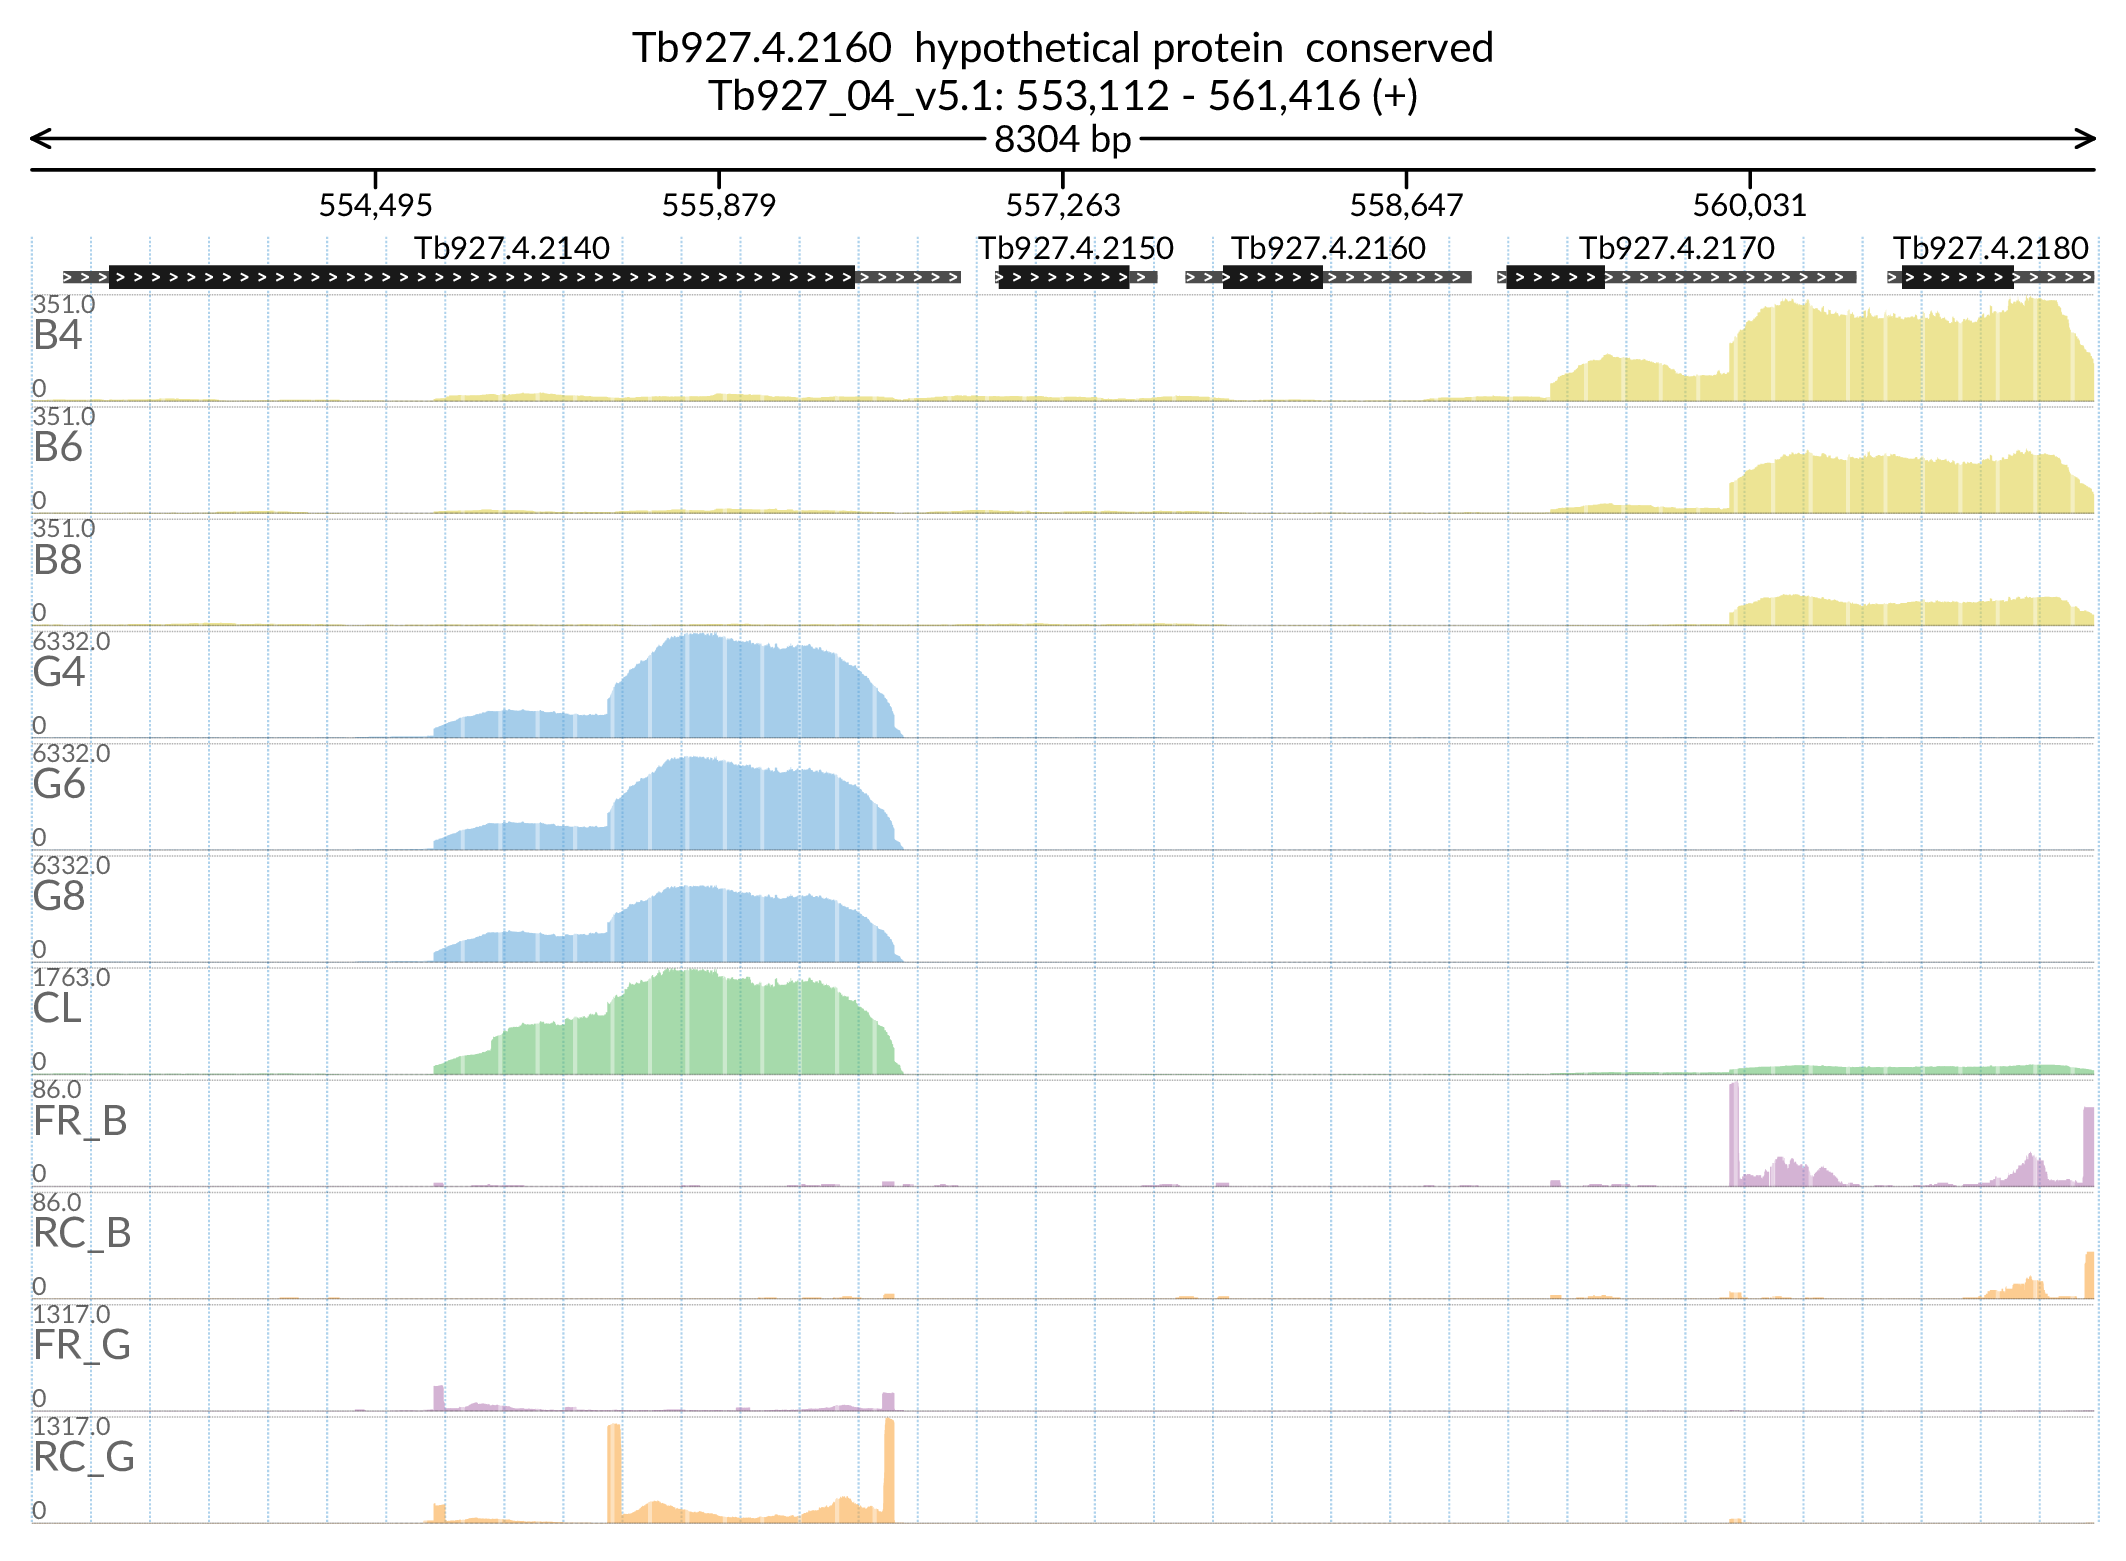 Tb927.4.2160 hypothetical protein conserved
Tb927_04_v5.1: 553,112 - 561,416 (+)
8304 bp
554,495 555,879 557,263 558,647 560,031
Tb927.4.2140 Tb927.4.2150 Tb927.4.2160 Tb927.4.2170 Tb927.4.2180
351.0
B4
0
351.0
B6
0
351.0
B8
0
6332.0
G4
0
6332.0
G6
0
6332.0
G8
0
1763.0
CL
0
86.0
FR_B
0
86.0
RC_B
0
1317.0
FR_G
0
1317.0
RC_G
0